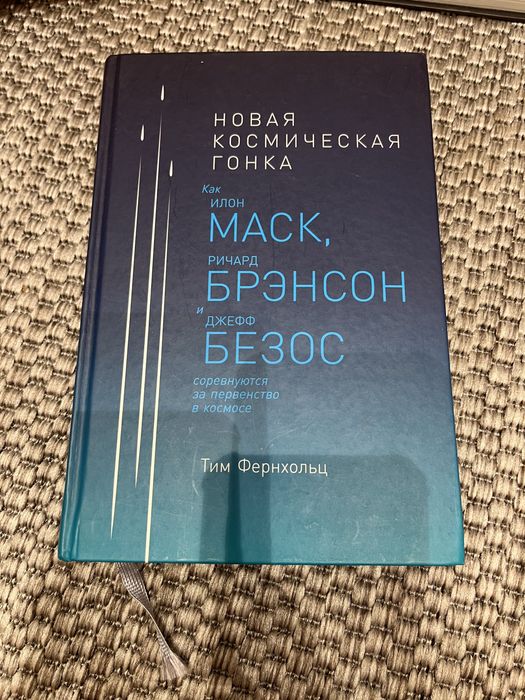 НОВАЯ
КОСМИЧЕСКАЯ
ГОНКА
Как
ИЛОН
МАСК,
РИЧАРД
БРЭНСОН
и
ДЖЕФФ
БЕЗОС
соревнуются
за первенство
в космосе
Тим Фернхольц